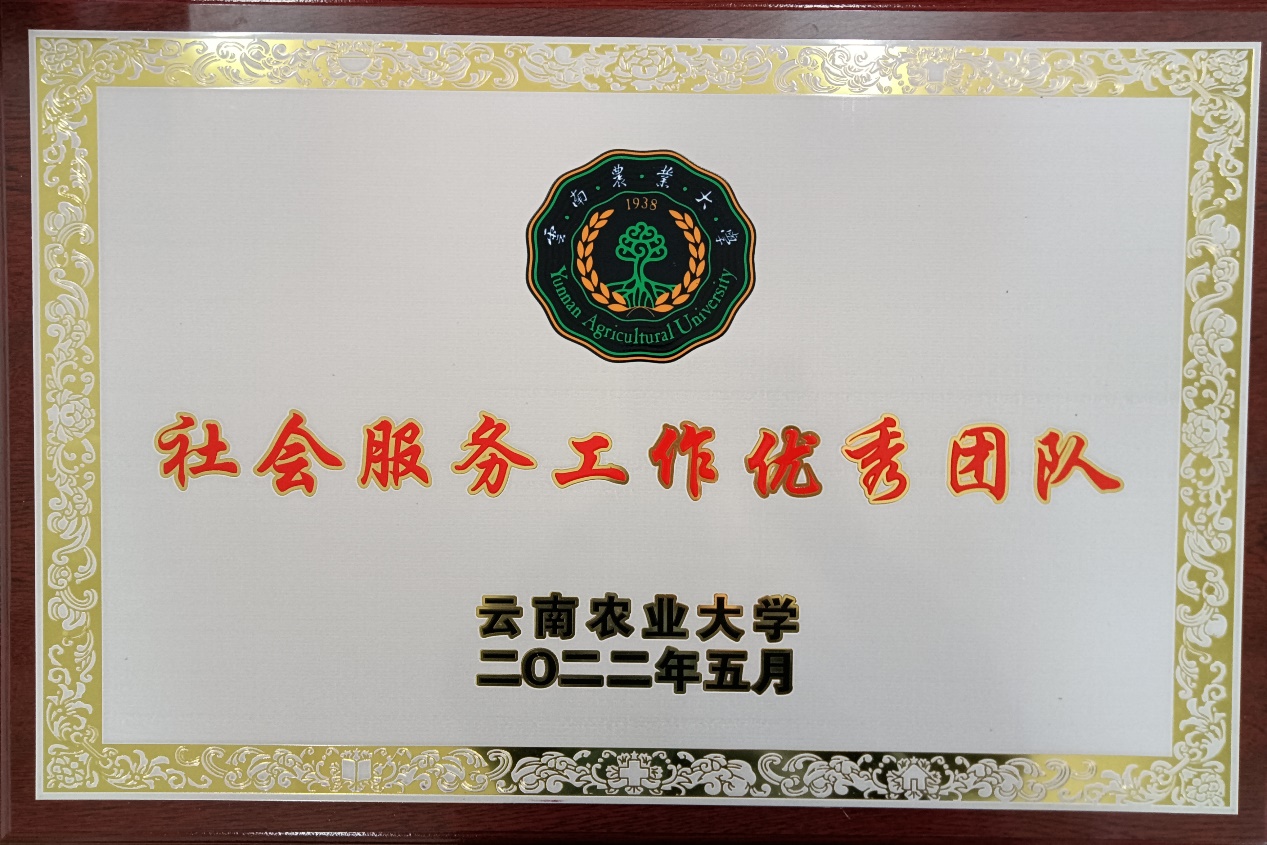 雲南農業大學
1938
Yunnan Agricultural University
社会服务工作优秀团队
云南农业大学
二〇二二年五月